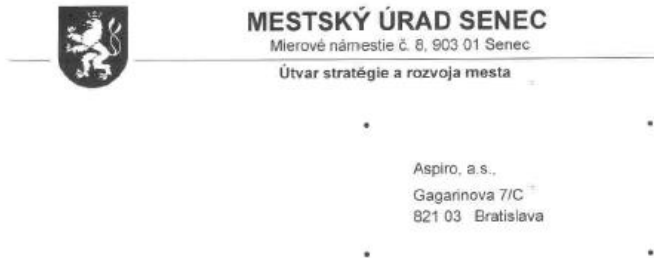 MESTSKÝ ÚRAD SENEC
Mierové námestie č. 8, 903 01 Senec
Útvar stratégie a rozvoja mesta
Aspiro, a.s.,
Gagarinova 7/C
821 03 Bratislava